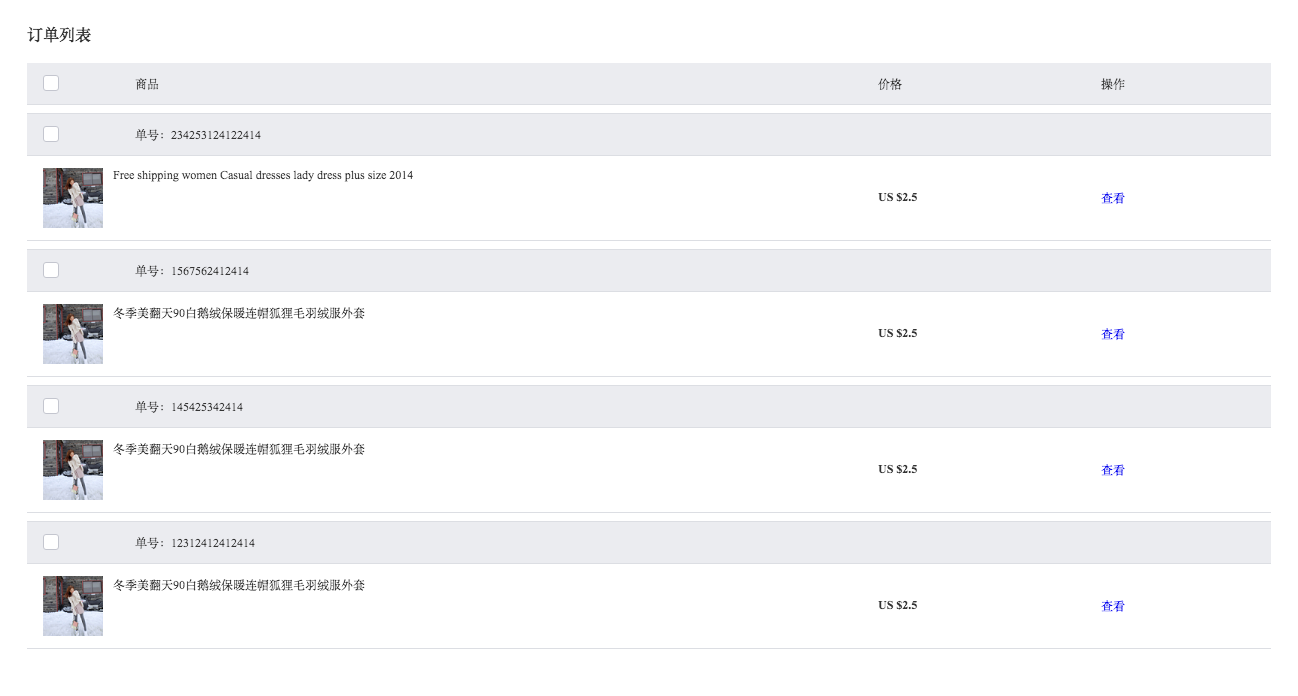 订单列表
商品 价格 操作
单号：234253124122414
Free shipping women Casual dresses lady dress plus size 2014
US $2.5 查看
单号：1567562412414
冬季美翻天90白鹅绒保暖连帽狐狸毛羽绒服外套
US $2.5 查看
单号：145425342414
冬季美翻天90白鹅绒保暖连帽狐狸毛羽绒服外套
US $2.5 查看
单号：12312412412414
冬季美翻天90白鹅绒保暖连帽狐狸毛羽绒服外套
US $2.5 查看